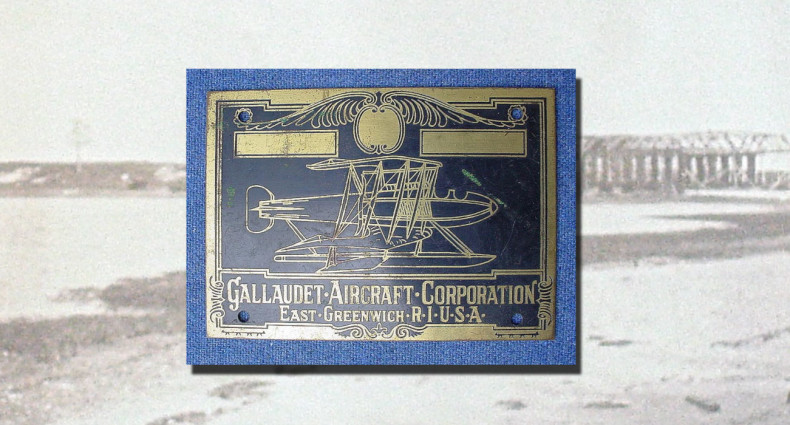 GALLAUDET·AIRCRAFT·CORPORATION
EAST·GREENWICH·R·I·U·S·A·